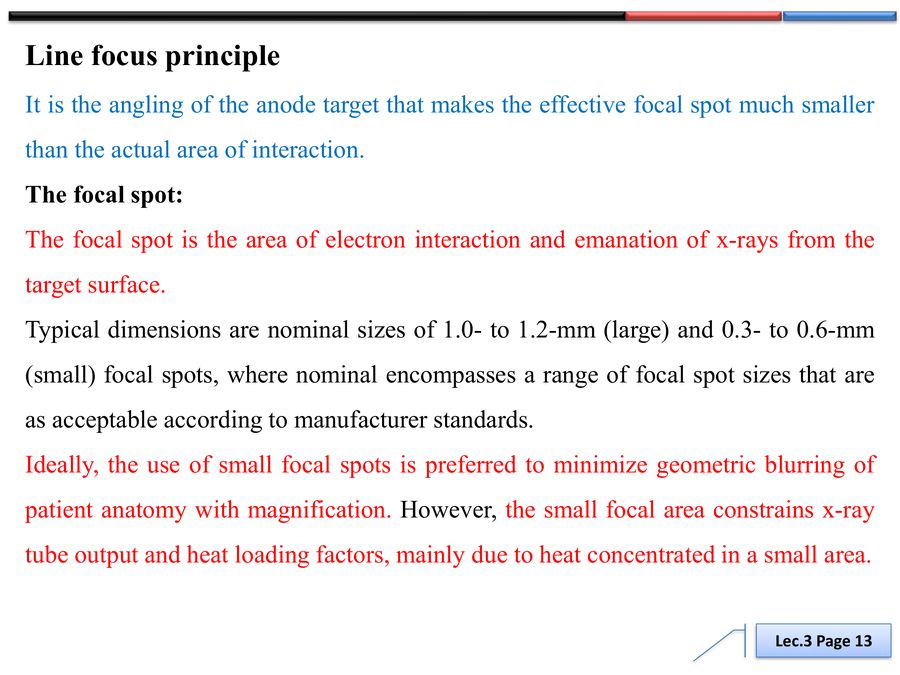 Line focus principle
It is the angling of the anode target that makes the effective focal spot much smaller
than the actual area of interaction.
The focal spot:
The focal spot is the area of electron interaction and emanation of x-rays from the
target surface.
Typical dimensions are nominal sizes of 1.0- to 1.2-mm (large) and 0.3- to 0.6-mm
(small) focal spots, where nominal encompasses a range of focal spot sizes that are
as acceptable according to manufacturer standards.
Ideally, the use of small focal spots is preferred to minimize geometric blurring of
patient anatomy with magnification. However, the small focal area constrains x-ray
tube output and heat loading factors, mainly due to heat concentrated in a small area.
Lec.3 Page 13